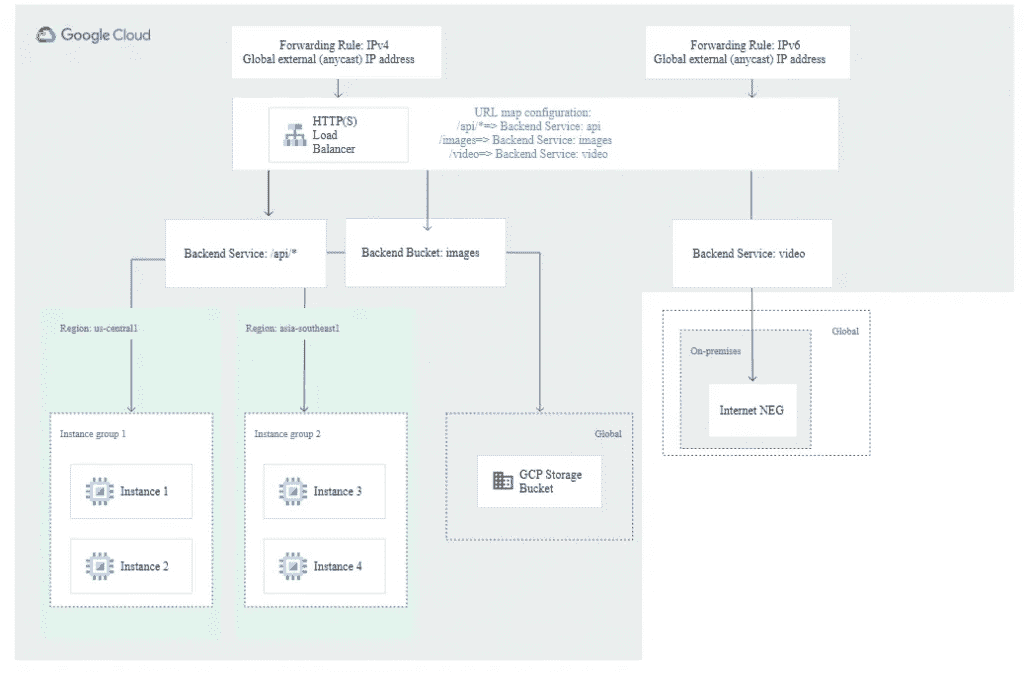 Google Cloud
Forwarding Rule: IPv4
Global external (anycast) IP address
Forwarding Rule: IPv6
Global external (anycast) IP address
HTTP(S)
Load
Balancer
URL map configuration:
/api/*=> Backend Service: api
/images=> Backend Service: images
/video=> Backend Service: video
Backend Service: /api/*
Backend Bucket: images
Backend Service: video
Region: us-central1
Region: asia-southeast1
Global
On-premises
Internet NEG
Instance group 1
Instance group 2
Global
Instance 1
Instance 3
GCP Storage
Bucket
Instance 2
Instance 4